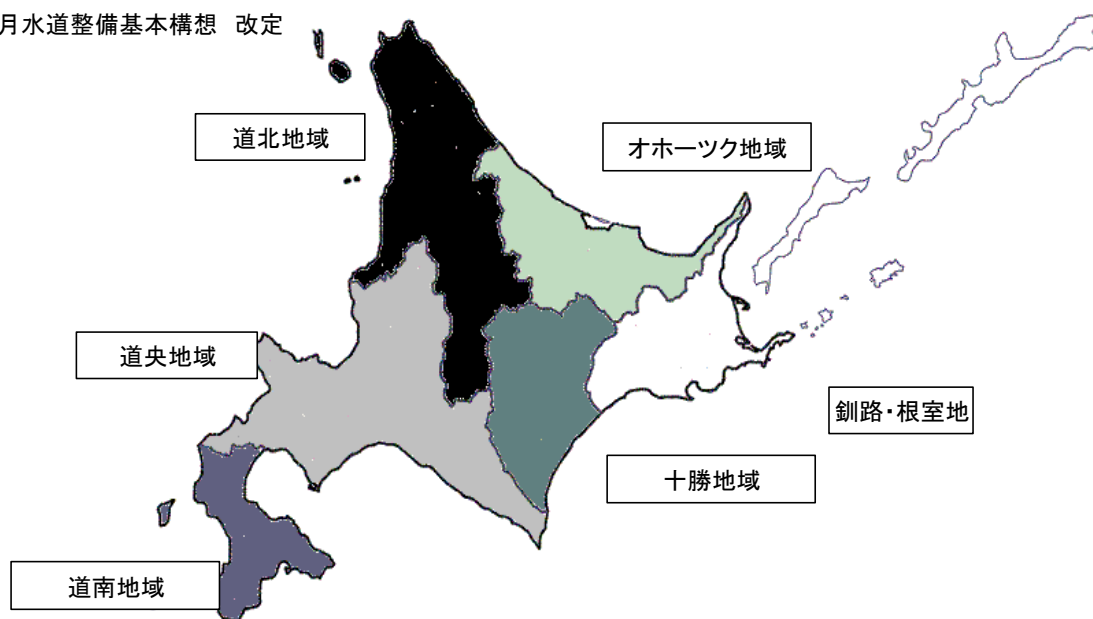 月水道整備基本構想 改定
道北地域
オホーツク地域
道央地域
釧路・根室地
十勝地域
道南地域